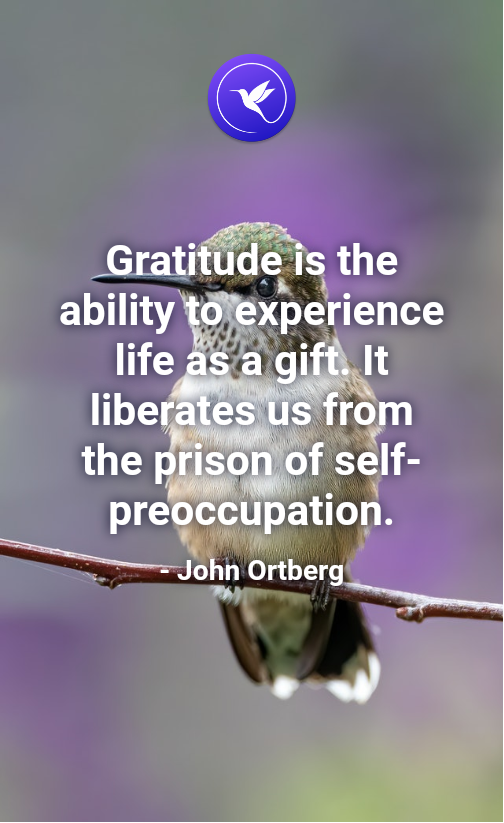 Gratitude is the
ability to experience
life as a gift. It
liberates us from
the prison of self-
preoccupation.
- John Ortberg